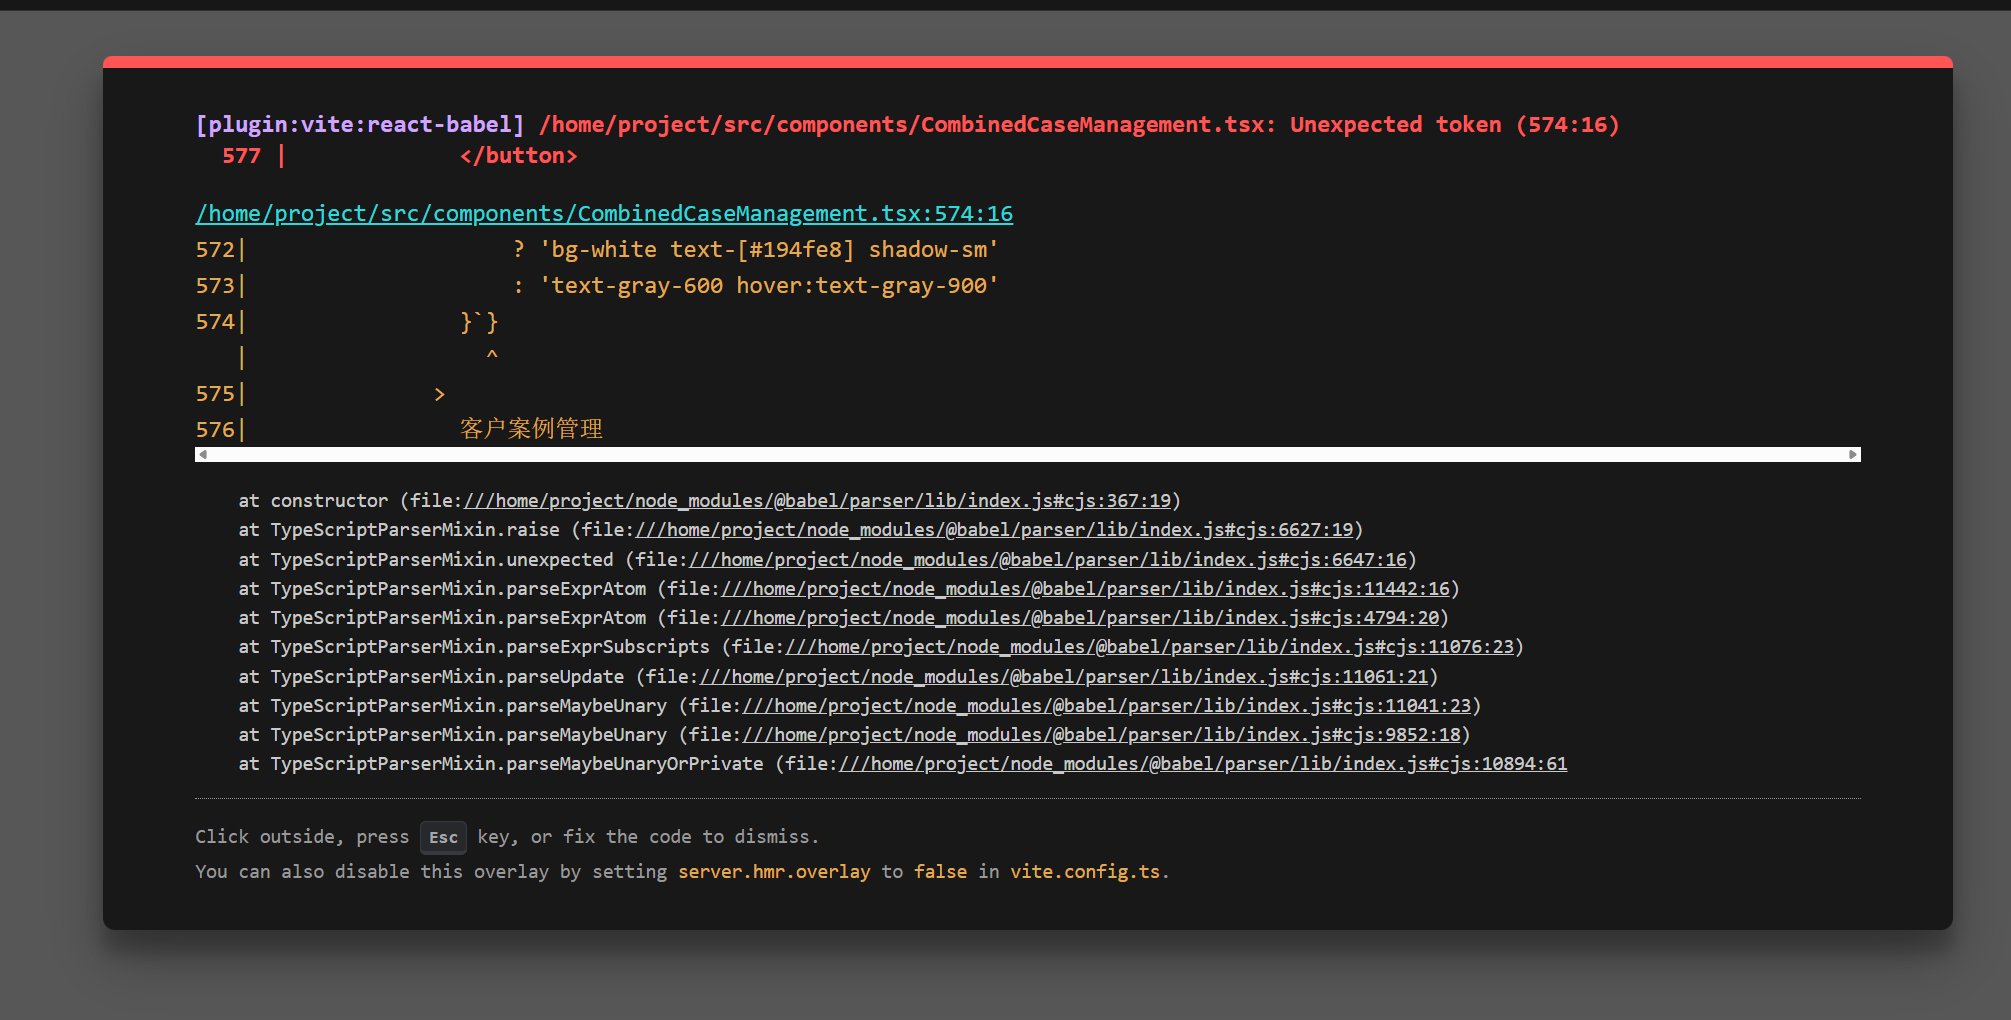 [plugin:vite:react-babel] /home/project/src/components/CombinedCaseManagement.tsx: Unexpected token (574:16)
  577 |             </button>
/home/project/src/components/CombinedCaseManagement.tsx:574:16
572|                    ? 'bg-white text-[#194fe8] shadow-sm'
573|                    : 'text-gray-600 hover:text-gray-900'
574|                }`}
   |                  ^
575|              >
576|                客户案例管理
    at constructor (file:///home/project/node_modules/@babel/parser/lib/index.js#cjs:367:19)
    at TypeScriptParserMixin.raise (file:///home/project/node_modules/@babel/parser/lib/index.js#cjs:6627:19)
    at TypeScriptParserMixin.unexpected (file:///home/project/node_modules/@babel/parser/lib/index.js#cjs:6647:16)
    at TypeScriptParserMixin.parseExprAtom (file:///home/project/node_modules/@babel/parser/lib/index.js#cjs:11442:16)
    at TypeScriptParserMixin.parseExprAtom (file:///home/project/node_modules/@babel/parser/lib/index.js#cjs:4794:20)
    at TypeScriptParserMixin.parseExprSubscripts (file:///home/project/node_modules/@babel/parser/lib/index.js#cjs:11076:23)
    at TypeScriptParserMixin.parseUpdate (file:///home/project/node_modules/@babel/parser/lib/index.js#cjs:11061:21)
    at TypeScriptParserMixin.parseMaybeUnary (file:///home/project/node_modules/@babel/parser/lib/index.js#cjs:11041:23)
    at TypeScriptParserMixin.parseMaybeUnary (file:///home/project/node_modules/@babel/parser/lib/index.js#cjs:9852:18)
    at TypeScriptParserMixin.parseMaybeUnaryOrPrivate (file:///home/project/node_modules/@babel/parser/lib/index.js#cjs:10894:61
Click outside, press Esc key, or fix the code to dismiss.
You can also disable this overlay by setting server.hmr.overlay to false in vite.config.ts.